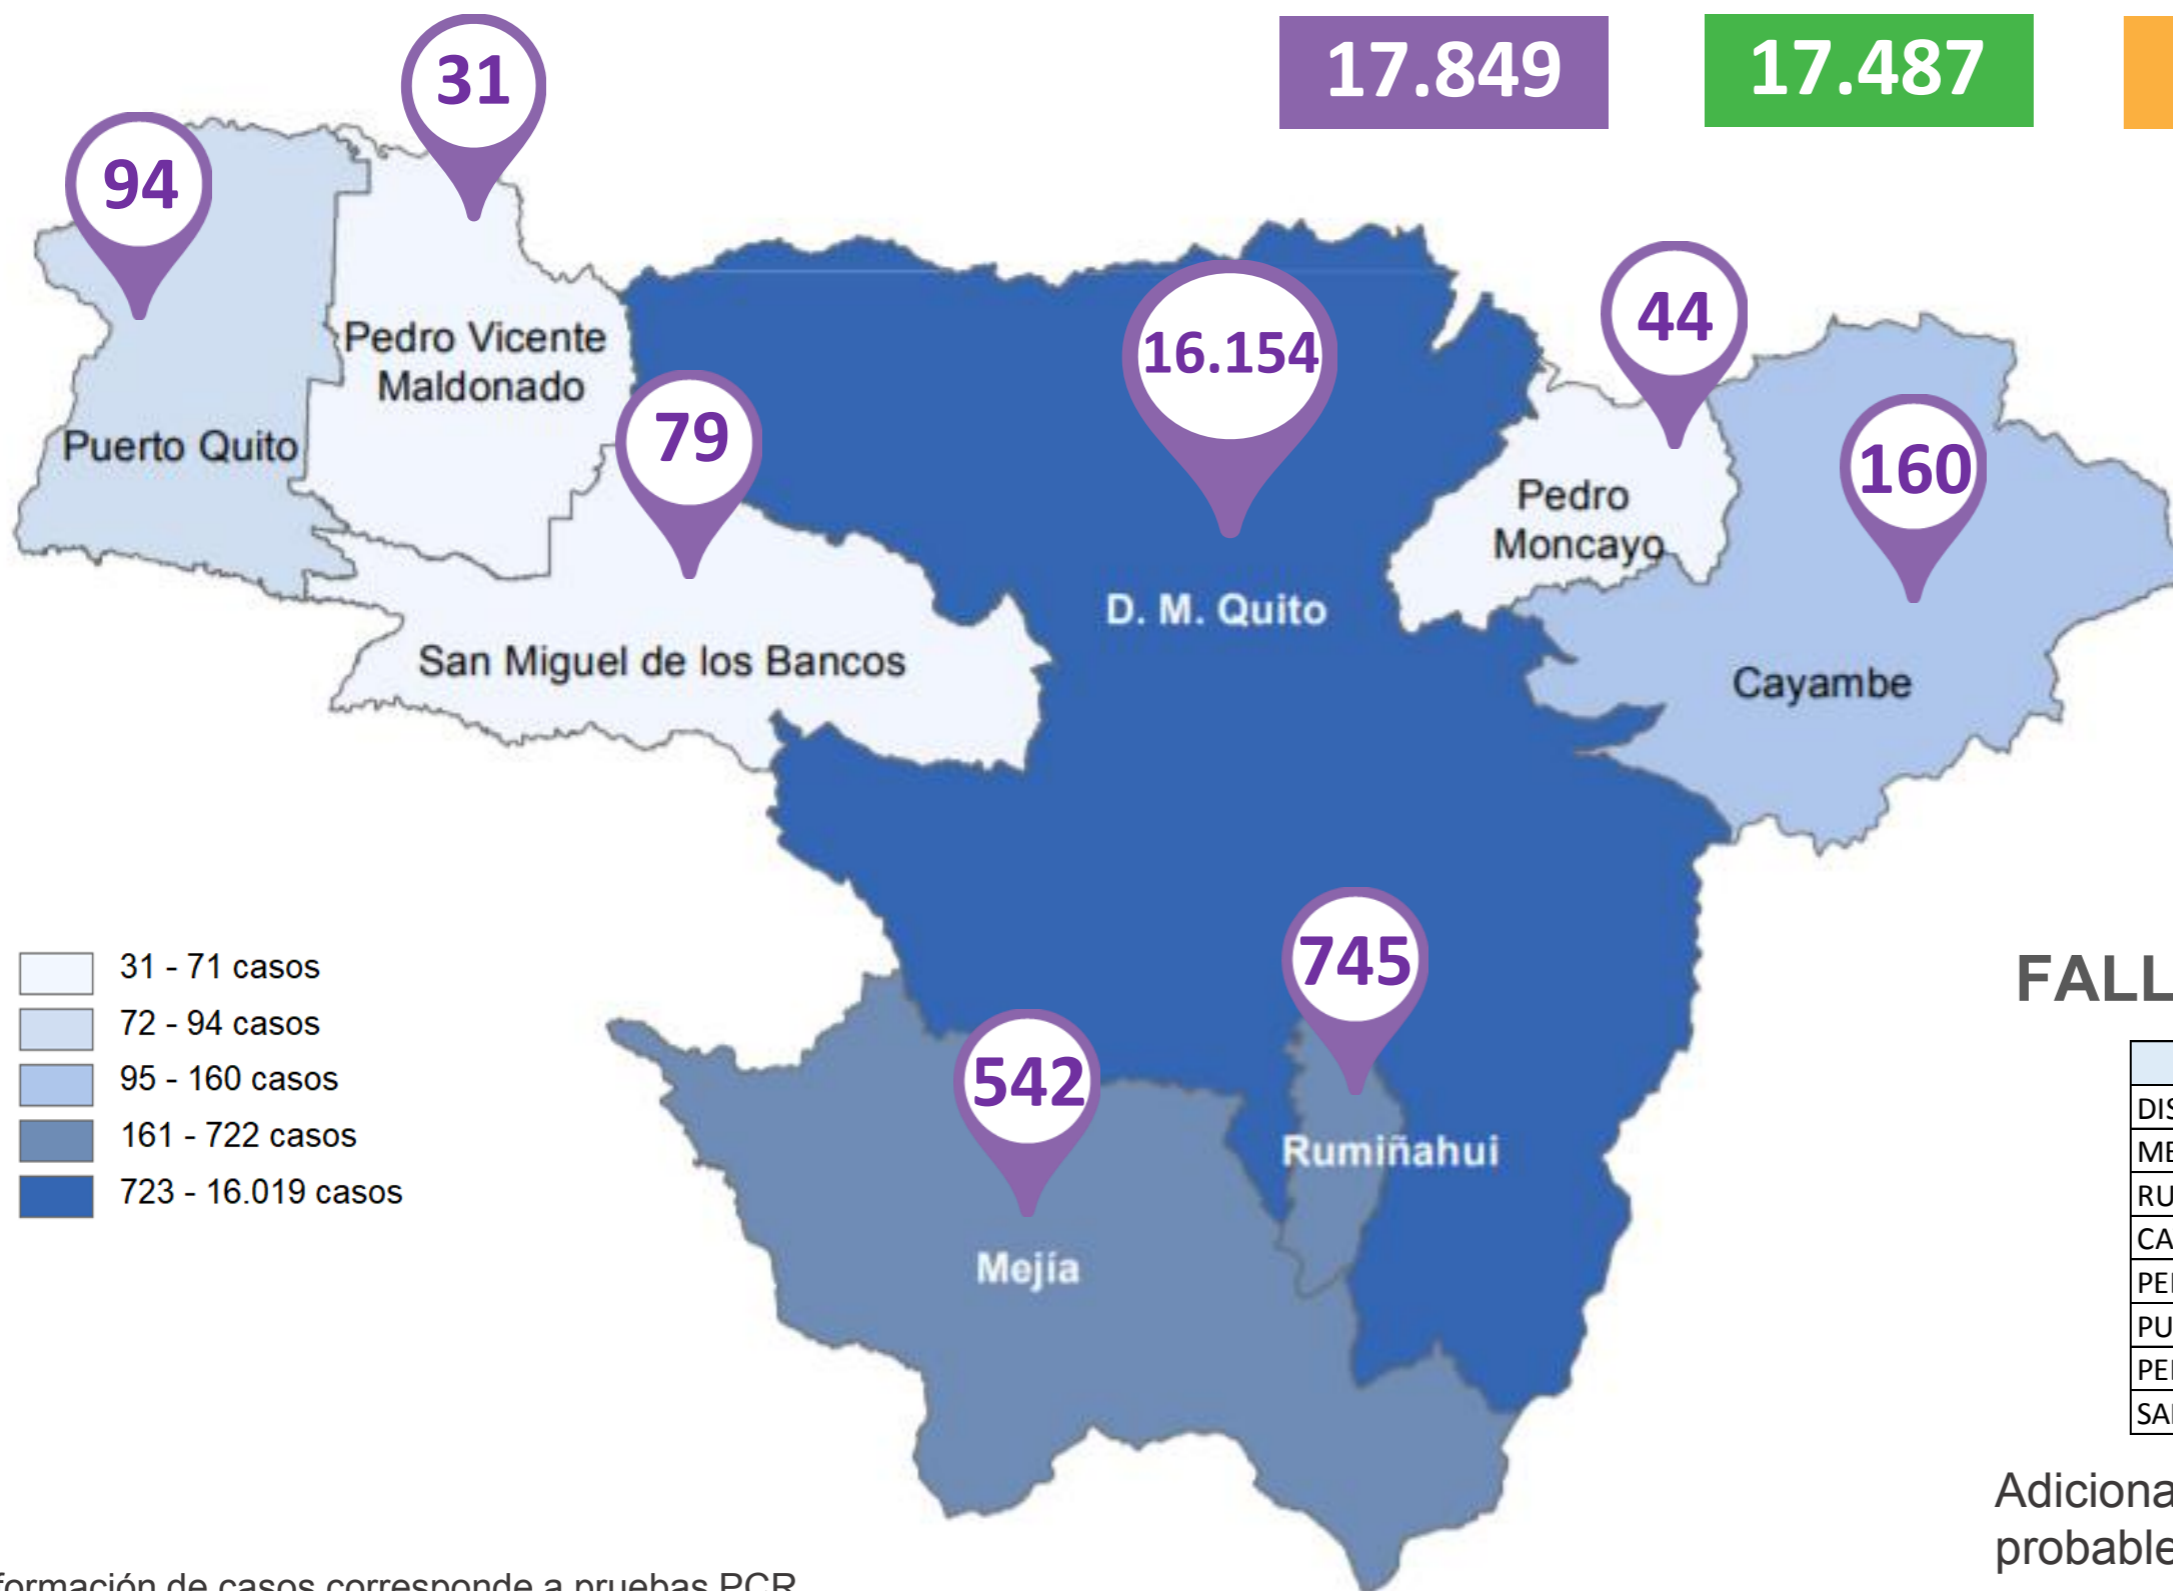 17.849
17.487
31
94
Pedro Vicente
Maldonado
44
16.154
79
Puerto Quito
160
Pedro
Moncayo
D. M. Quito
San Miguel de los Bancos
Cayambe
745
31 - 71 casos
72 - 94 casos
95 - 160 casos
161 - 722 casos
723 - 16.019 casos
542
Rumiñahui
Mejía
FALL
DIS
ME
RU
CA
PE
PU
PE
SA
Adiciona
probable
formación de casos corresponde a pruebas PCR